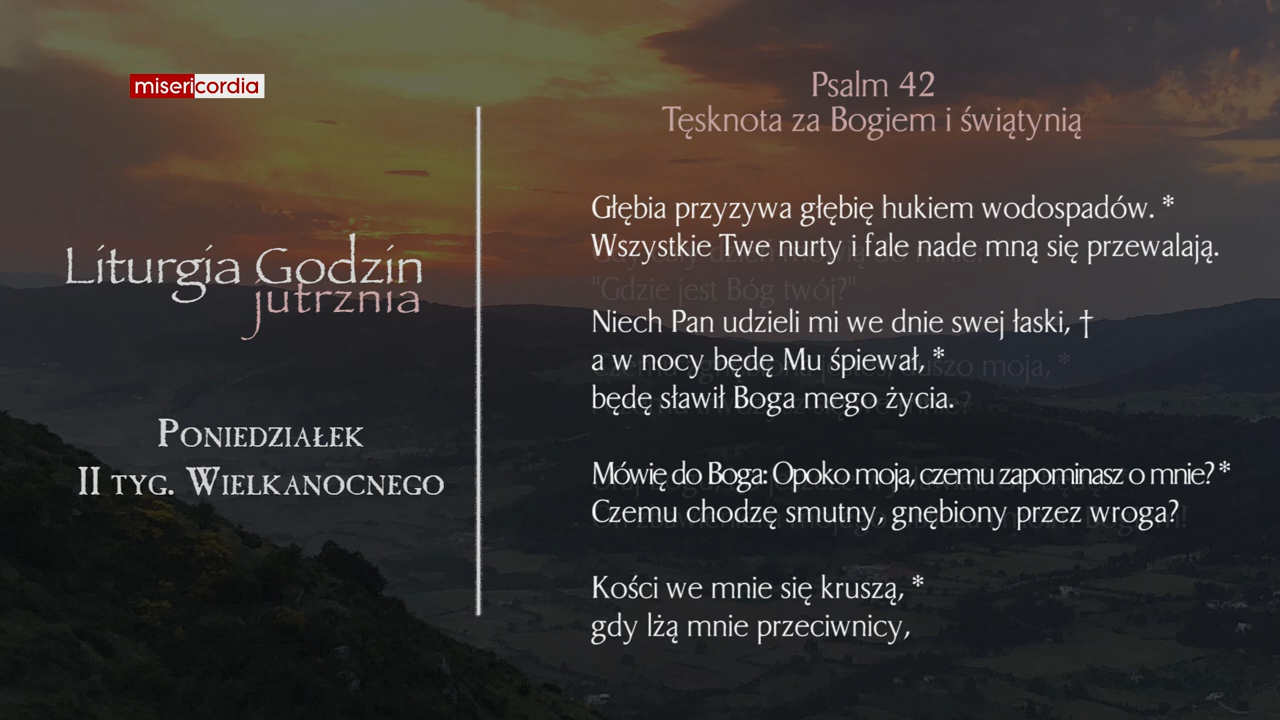 misericordia
Liturgia Godzin
jutrznia
Poniedziałek
II tyg. Wielkanocnego
Psalm 42
Tęsknota za Bogiem i świątynią
Głębia przyzywa głębię hukiem wodospadów. *
Wszystkie Twe nurty i fale nade mną się przewalają.
"Gdzie jest Bóg twój?"
Niech Pan udzieli mi we dnie swej łaski, †
a w nocy będę Mu śpiewał, *
będę sławił Boga mego życia.
Mówię do Boga: Opoko moja, czemu zapominasz o mnie? *
Czemu chodzę smutny, gnębiony przez wroga?
Kości we mnie się kruszą, *
gdy lżą mnie przeciwnicy,